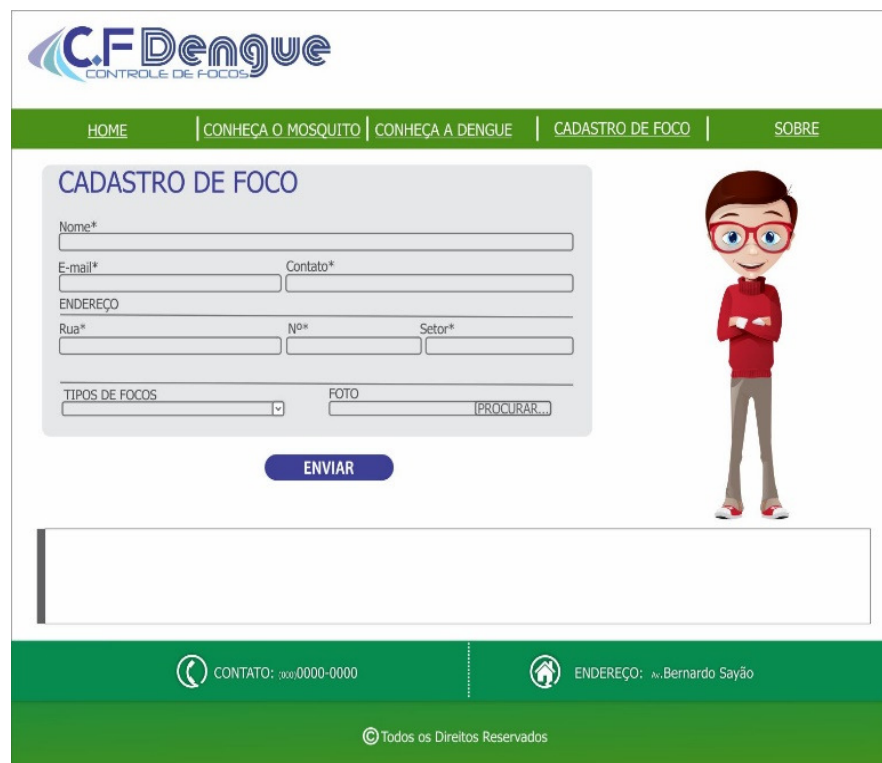 C.F Dengue
CONTROLE DE FOCOS
HOME CONHEÇA O MOSQUITO CONHEÇA A DENGUE CADASTRO DE FOCO SOBRE
CADASTRO DE FOCO
Nome*
E-mail* Contato*
ENDEREÇO
Rua* Nº* Setor*
TIPOS DE FOCOS FOTO
PROCURAR...
ENVIAR
CONTATO: (000)0000-0000 ENDEREÇO: Av.Bernardo Sayão
© Todos os Direitos Reservados